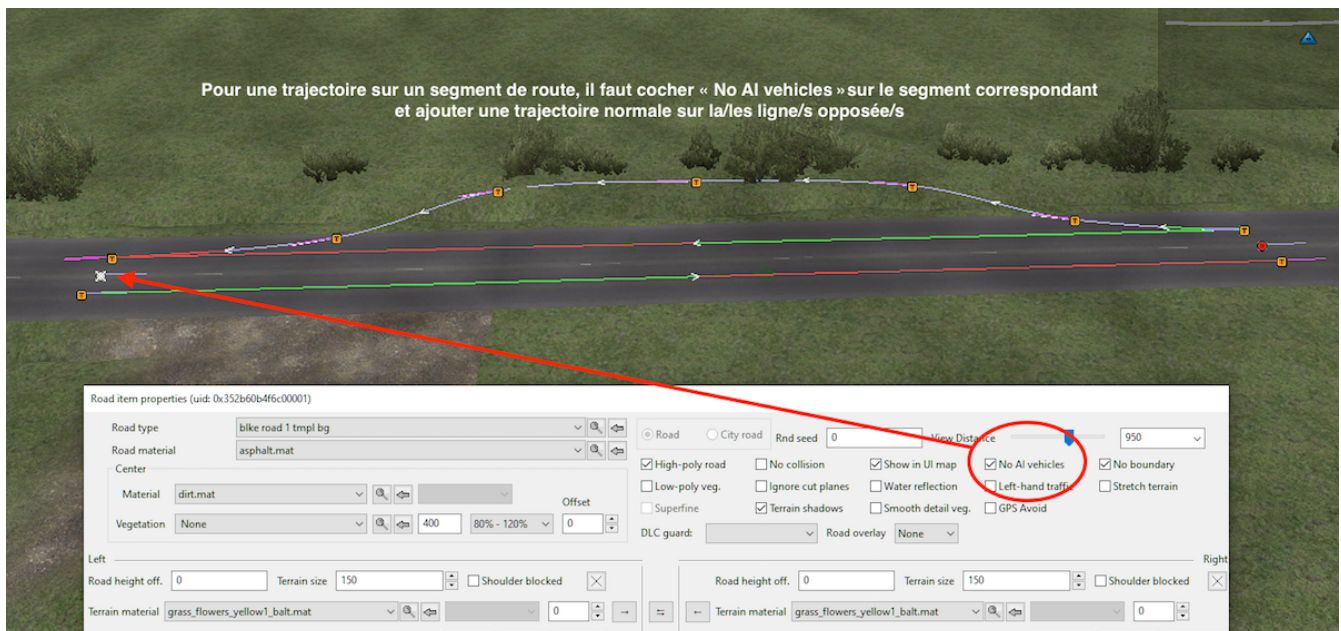 Pour une trajectoire sur un segment de route, il faut cocher « No AI vehicles » sur le segment correspondant
et ajouter une trajectoire normale sur la/les ligne/s opposée/s
T T T
T T T
T T
T T
Road item properties (uid: 0x352b60b4f6c00001)
Road type blke road 1 tmpl bg Road City road Rnd seed 0 View Distance 950
Road material asphalt.mat
Center High-poly road No collision Show in UI map No AI vehicles No boundary
Material dirt.mat Offset Low-poly veg. Ignore cut planes Water reflection Left-hand traffic Stretch terrain
Vegetation None 400 80% - 120% 0 Superfine Terrain shadows Smooth detail veg. GPS Avoid
DLC guard: Road overlay None
Left Right
Road height off. 0 Terrain size 150 Shoulder blocked Road height off. 0 Terrain size 150 Shoulder blocked
Terrain material grass_flowers_yellow1_balt.mat 0 Terrain material grass_flowers_yellow1_balt.mat 0